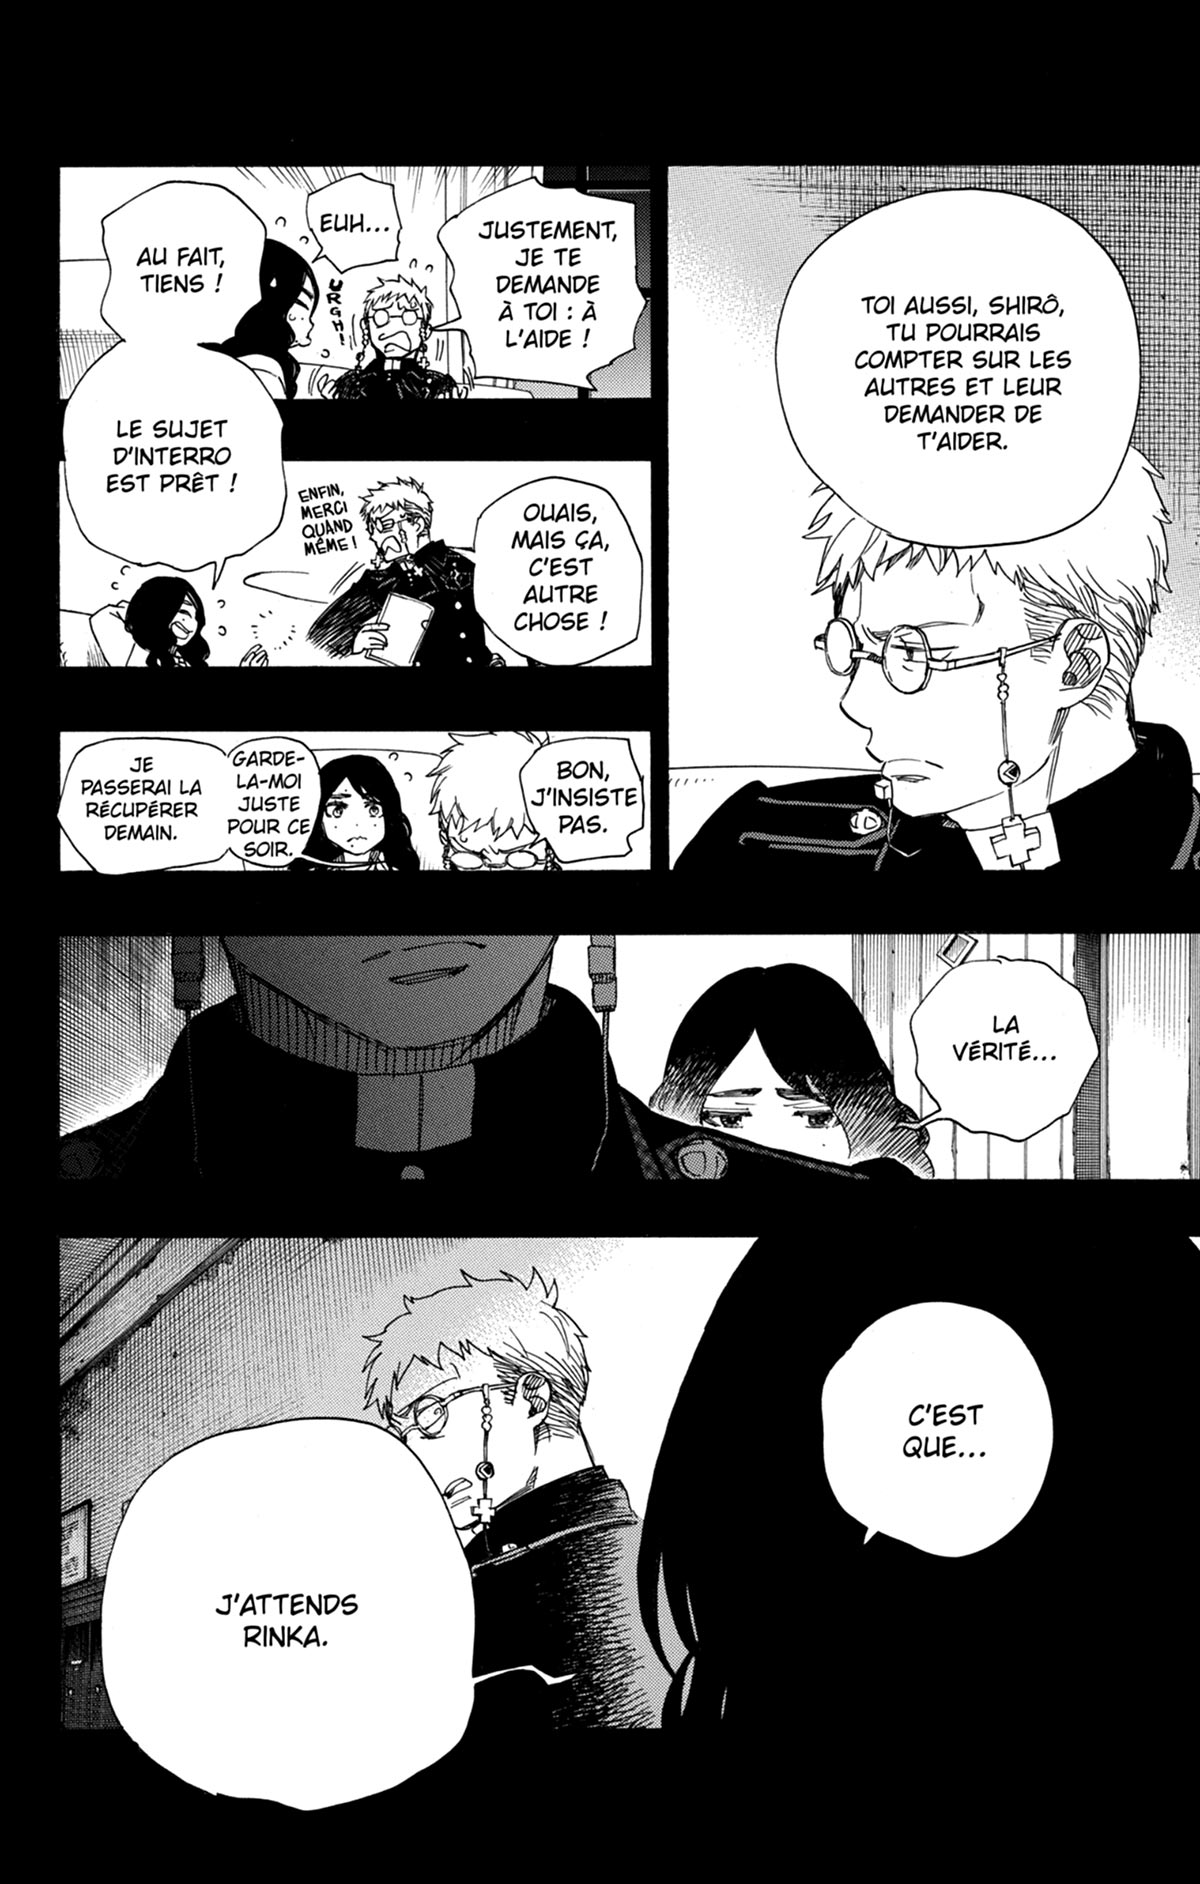 TOI AUSSI, SHIRÔ,
TU POURRAIS
COMPTER SUR LES
AUTRES ET LEUR
DEMANDER DE
T'AIDER.
JUSTEMENT,
JE TE
DEMANDE
À TOI : À
L'AIDE !
URGH !
EUH...
AU FAIT,
TIENS !
LE SUJET
D'INTERRO
EST PRÊT !
OUAIS,
MAIS ÇA,
C'EST
AUTRE
CHOSE !
ENFIN,
MERCI
QUAND
MÊME !
BON,
J'INSISTE
PAS.
GARDE-
LA-MOI
JUSTE
POUR CE
SOIR.
JE
PASSERAI LA
RÉCUPÉRER
DEMAIN.
LA
VÉRITÉ...
C'EST
QUE...
J'ATTENDS
RINKA.